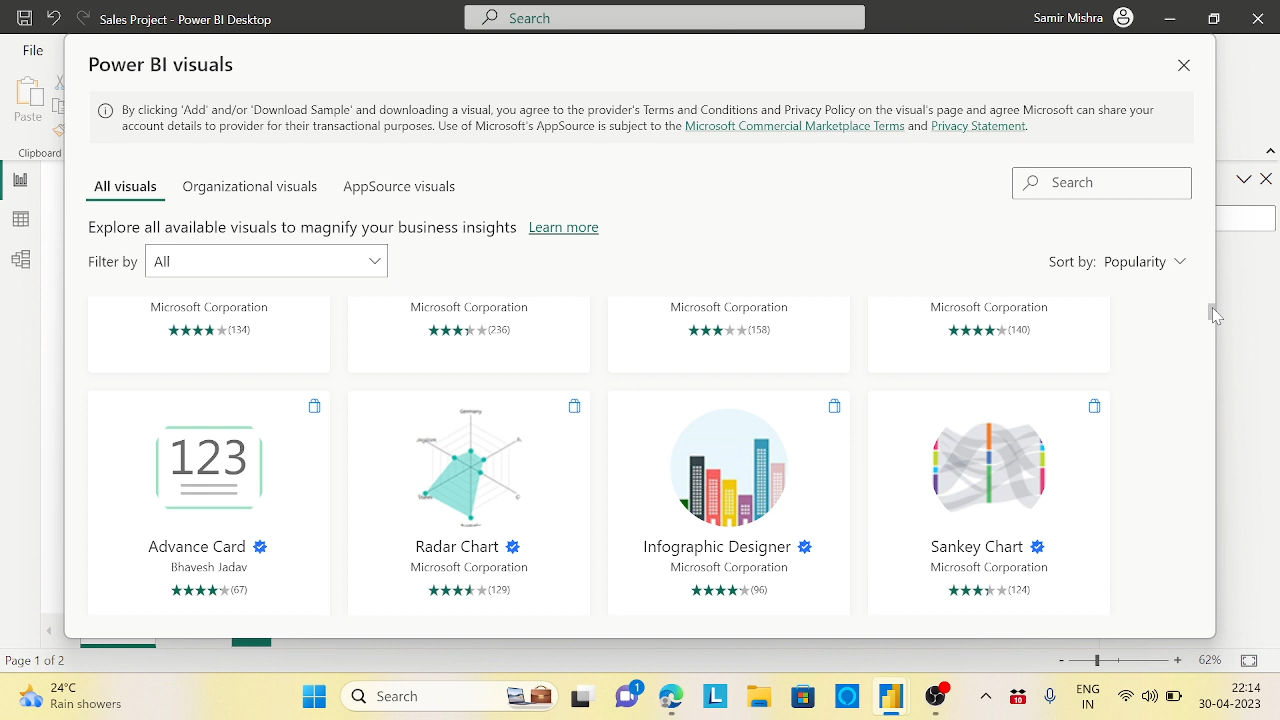 Sales Project - Power BI Desktop
Search
Samir Mishra
File
Paste
Clipboard
Power BI visuals
By clicking 'Add' and/or 'Download Sample' and downloading a visual, you agree to the provider's Terms and Conditions and Privacy Policy on the visual's page and agree Microsoft can share your
account details to provider for their transactional purposes. Use of Microsoft's AppSource is subject to the Microsoft Commercial Marketplace Terms and Privacy Statement.
All visuals
Organizational visuals
AppSource visuals
Search
Explore all available visuals to magnify your business insights Learn more
Filter by All
Sort by: Popularity
Microsoft Corporation
(134)
Microsoft Corporation
(236)
Microsoft Corporation
(158)
Microsoft Corporation
(140)
123
Advance Card
Bhavesh Jadav
(67)
Germany
Radar Chart
Microsoft Corporation
(129)
Infographic Designer
Microsoft Corporation
(96)
Sankey Chart
Microsoft Corporation
(124)
Page 1 of 2
- + 62%
24°C
Rain showers
Search
1
L
10
ENG
IN
22:14
30-04-2023